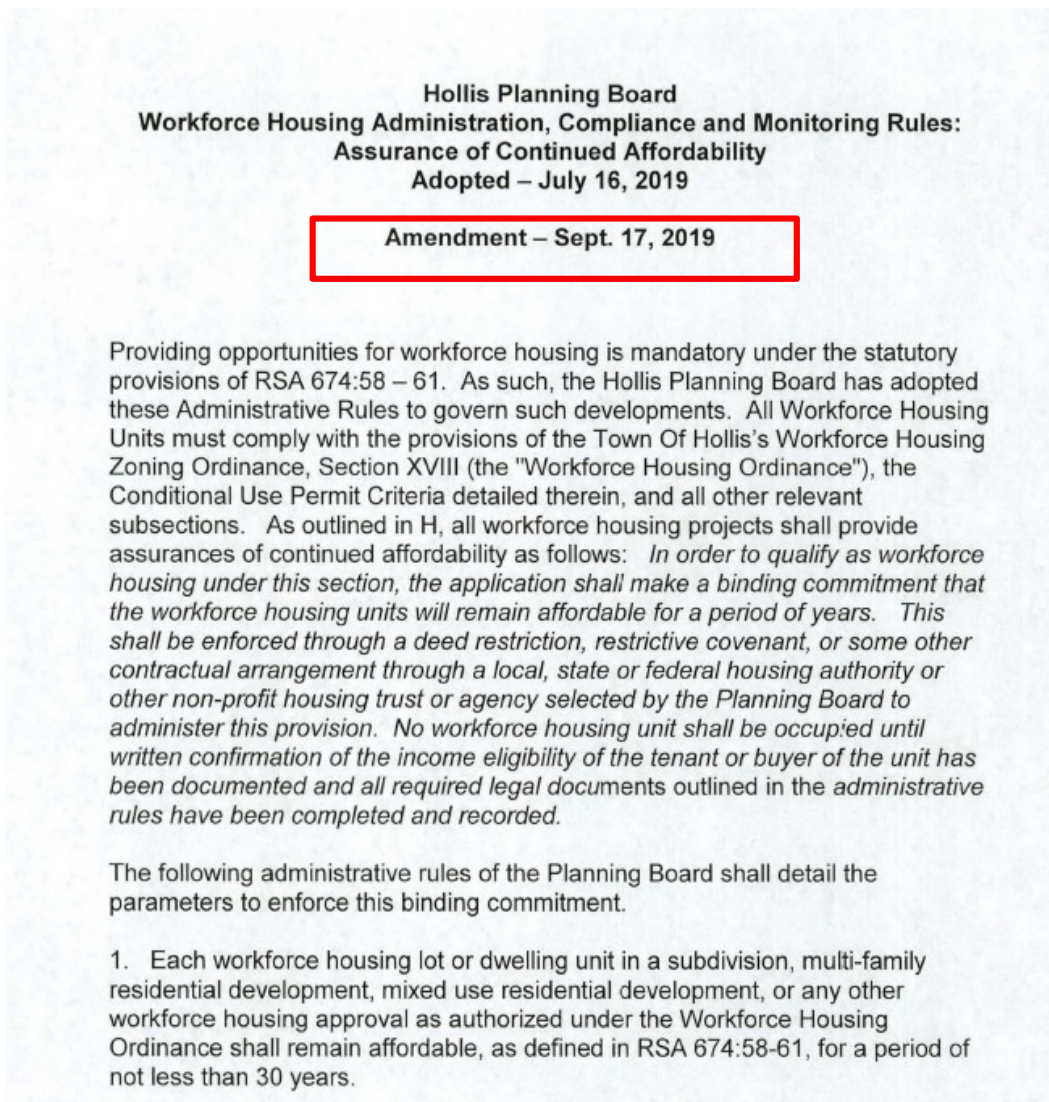 Hollis Planning Board
Workforce Housing Administration, Compliance and Monitoring Rules:
Assurance of Continued Affordability
Adopted – July 16, 2019
Amendment – Sept. 17, 2019
Providing opportunities for workforce housing is mandatory under the statutory
provisions of RSA 674:58 – 61.  As such, the Hollis Planning Board has adopted
these Administrative Rules to govern such developments.  All Workforce Housing
Units must comply with the provisions of the Town Of Hollis's Workforce Housing
Zoning Ordinance, Section XVIII (the "Workforce Housing Ordinance"), the
Conditional Use Permit Criteria detailed therein, and all other relevant
subsections.   As outlined in H, all workforce housing projects shall provide
assurances of continued affordability as follows:   In order to qualify as workforce
housing under this section, the application shall make a binding commitment that
the workforce housing units will remain affordable for a period of years.   This
shall be enforced through a deed restriction, restrictive covenant, or some other
contractual arrangement through a local, state or federal housing authority or
other non-profit housing trust or agency selected by the Planning Board to
administer this provision.  No workforce housing unit shall be occupied until
written confirmation of the income eligibility of the tenant or buyer of the unit has
been documented and all required legal documents outlined in the administrative
rules have been completed and recorded.
The following administrative rules of the Planning Board shall detail the
parameters to enforce this binding commitment.
1.   Each workforce housing lot or dwelling unit in a subdivision, multi-family
residential development, mixed use residential development, or any other
workforce housing approval as authorized under the Workforce Housing
Ordinance shall remain affordable, as defined in RSA 674:58-61, for a period of
not less than 30 years.